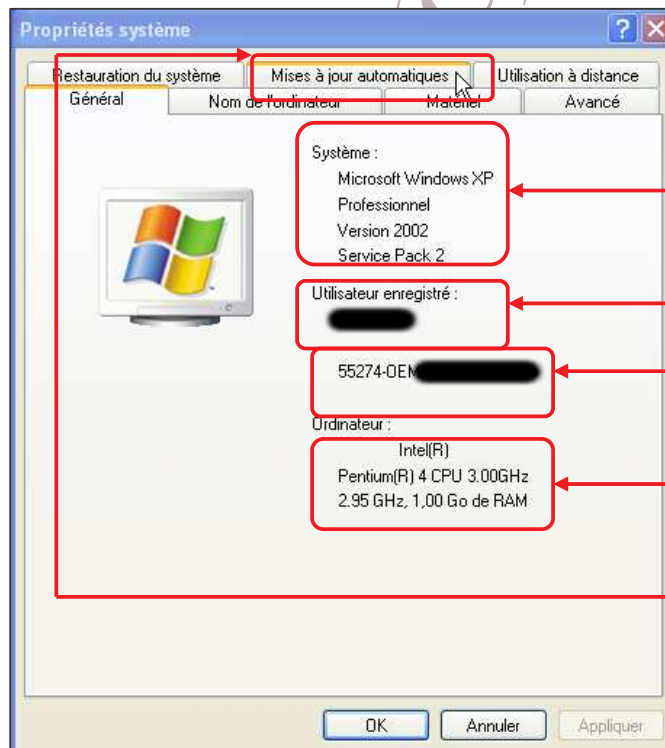 Propriétés système
Restauration du système Mises à jour automatiques Utilisation à distance
Général Nom de l'ordinateur Matériel Avancé
Système :
Microsoft Windows XP
Professionnel
Version 2002
Service Pack 2
Utilisateur enregistré :
55274-OEM
Ordinateur :
Intel(R)
Pentium(R) 4 CPU 3.00GHz
2.95 GHz, 1,00 Go de RAM
OK Annuler Appliquer